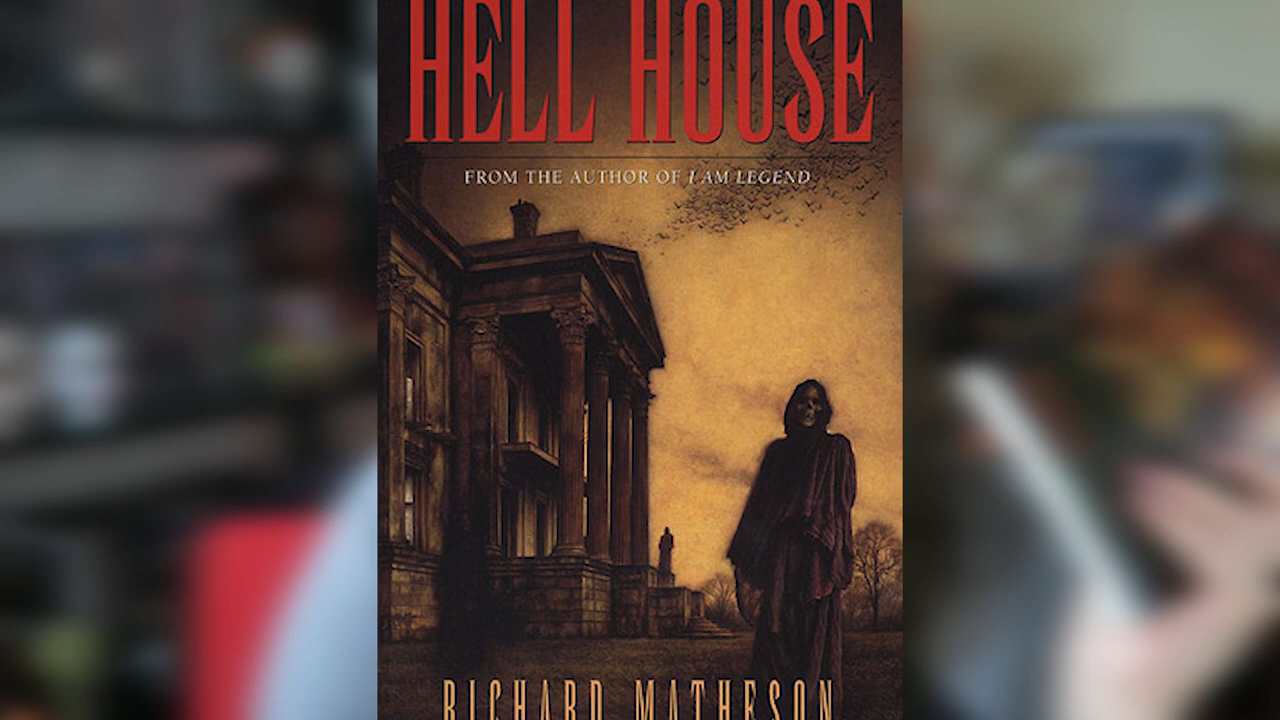 HELL HOUSE
FROM THE AUTHOR OF I AM LEGEND
RICHARD MATHESON